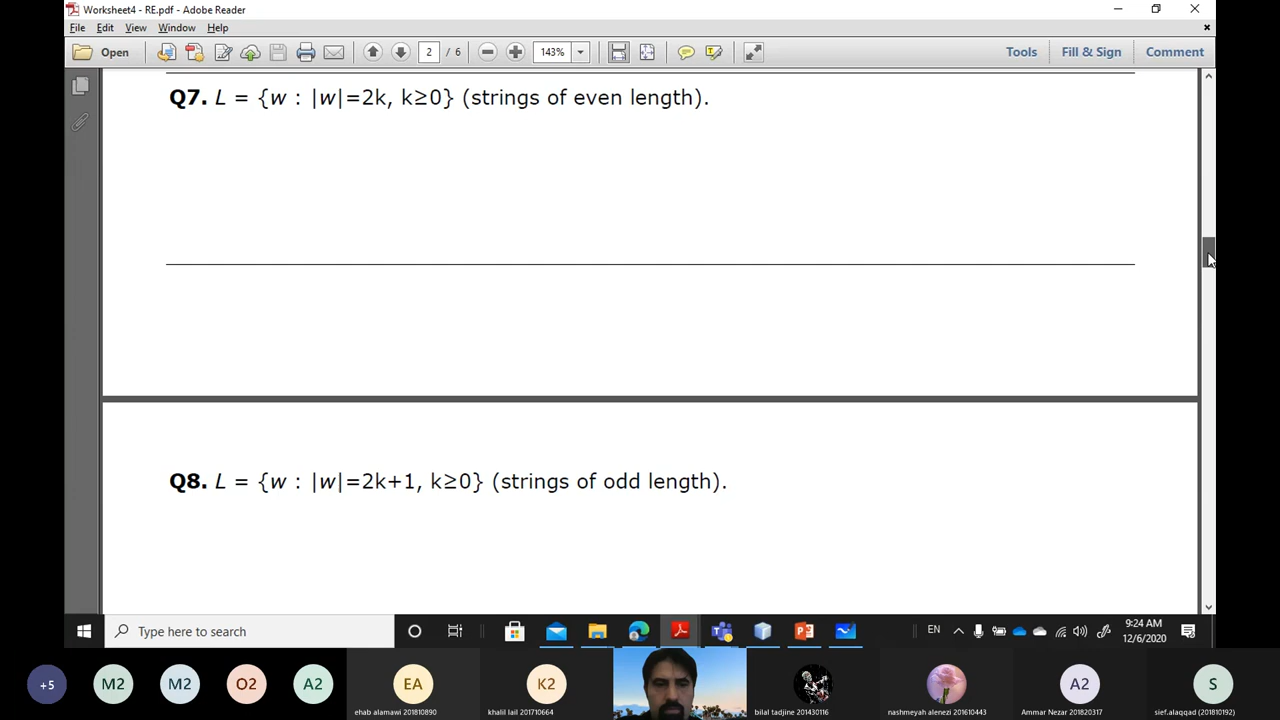 Worksheet4 - RE.pdf - Adobe Reader
File Edit View Window Help
Open 2 / 6 143% Tools Fill & Sign Comment
Q7. L = {w : |w|=2k, k≥0} (strings of even length).
Q8. L = {w : |w|=2k+1, k≥0} (strings of odd length).
Type here to search
EN
9:24 AM
12/6/2020
+5 M2 M2 O2 A2 EA K2 A2 S
ehab alamawi 201810890 khalil lail 201710664 bilal tadjine 201430116 nashmeyah alenezi 201610443 Ammar Nezar 201820317 sief.alaqqad (201810192)